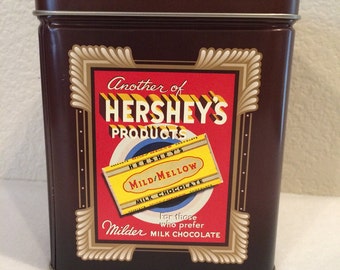 Another of
HERSHEY'S
PRODUCTS
HERSHEY'S
MILD/MELLOW
MILK CHOCOLATE
For those
who prefer
Milder MILK CHOCOLATE